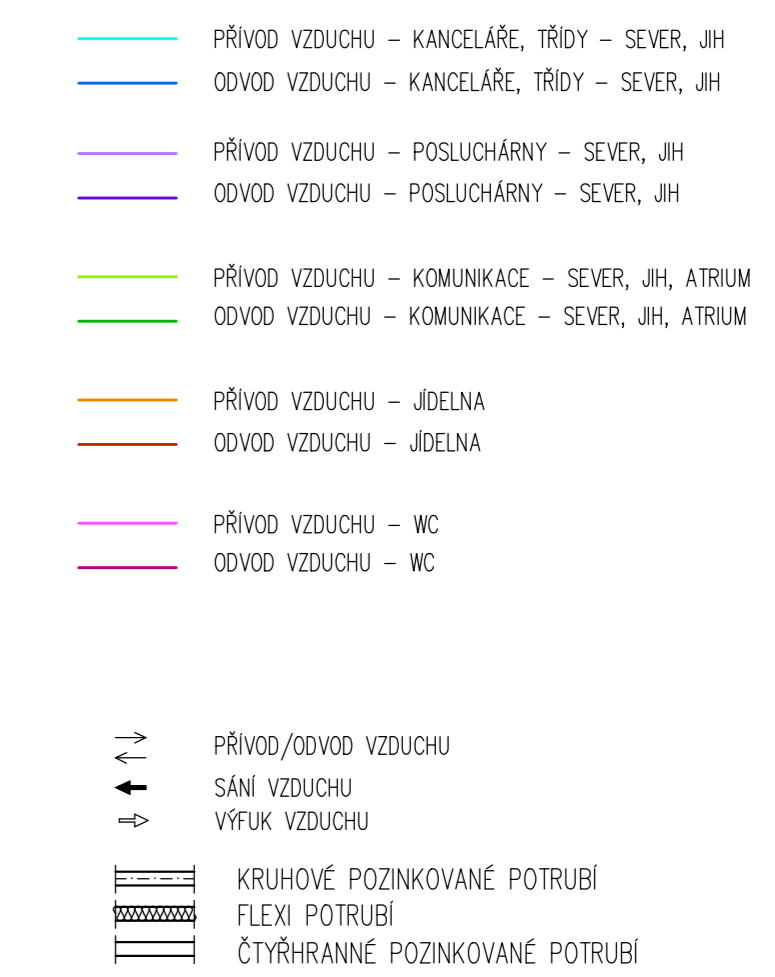 PŘÍVOD VZDUCHU – KANCELÁŘE, TŘÍDY – SEVER, JIH
ODVOD VZDUCHU – KANCELÁŘE, TŘÍDY – SEVER, JIH
PŘÍVOD VZDUCHU – POSLUCHÁRNY – SEVER, JIH
ODVOD VZDUCHU – POSLUCHÁRNY – SEVER, JIH
PŘÍVOD VZDUCHU – KOMUNIKACE – SEVER, JIH, ATRIUM
ODVOD VZDUCHU – KOMUNIKACE – SEVER, JIH, ATRIUM
PŘÍVOD VZDUCHU – JÍDELNA
ODVOD VZDUCHU – JÍDELNA
PŘÍVOD VZDUCHU – WC
ODVOD VZDUCHU – WC
PŘÍVOD/ODVOD VZDUCHU
SÁNÍ VZDUCHU
VÝFUK VZDUCHU
KRUHOVÉ POZINKOVANÉ POTRUBÍ
FLEXI POTRUBÍ
ČTYŘHRANNÉ POZINKOVANÉ POTRUBÍ